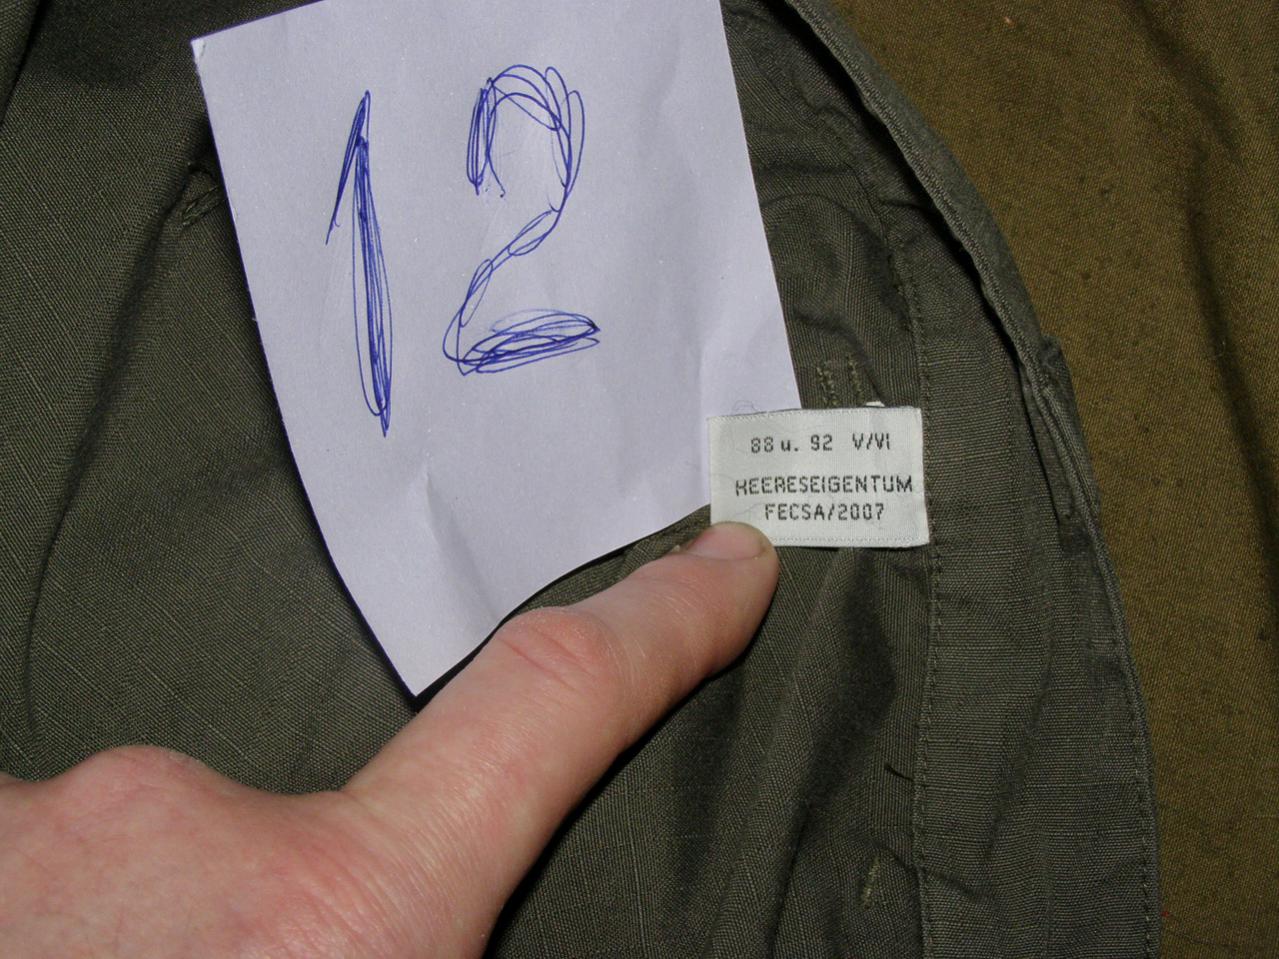 12
88 u. 92 V/VI
HEERESEIGENTUM
FECSA/2007